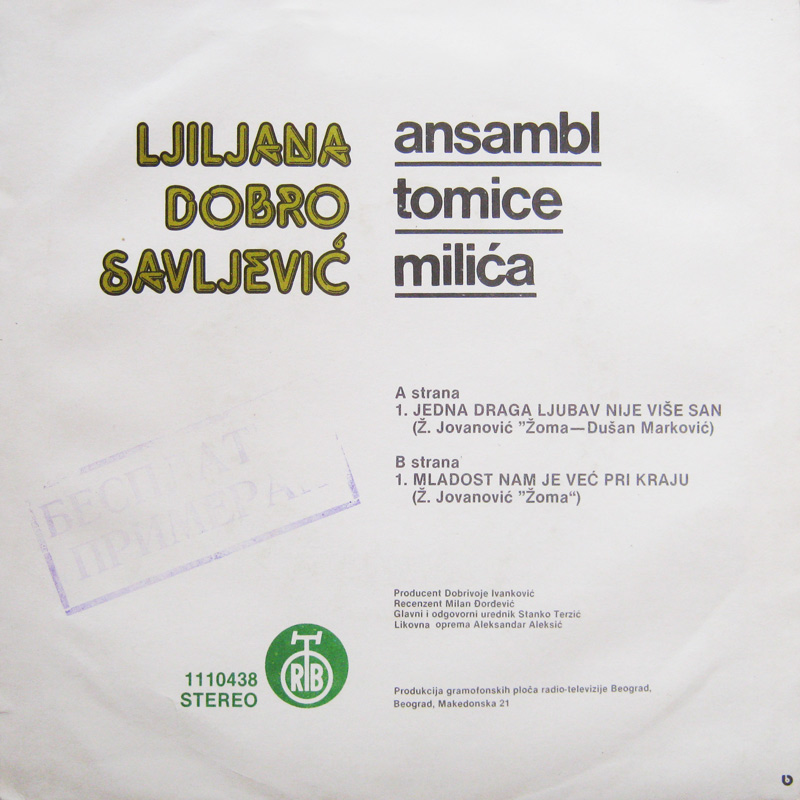 LJILJANA
DOBRO
SAVLJEVIĆ
ansambl
tomice
milića
A strana
1. JEDNA DRAGA LJUBAV NIJE VIŠE SAN
(Ž. Jovanović ”Žoma—Dušan Marković)
B strana
1. MLADOST NAM JE VEĆ PRI KRAJU
(Ž. Jovanović ”Žoma“)
БЕСПЛАТ
ПРИМЕРАК
Producent Dobrivoje Ivanković
Recenzent Milan Đorđević
Glavni i odgovorni urednik Stanko Terzić
Likovna oprema Aleksandar Aleksić
1110438
STEREO
RTB
Produkcija gramofonskih ploča radio-televizije Beograd,
Beograd, Makedonska 21